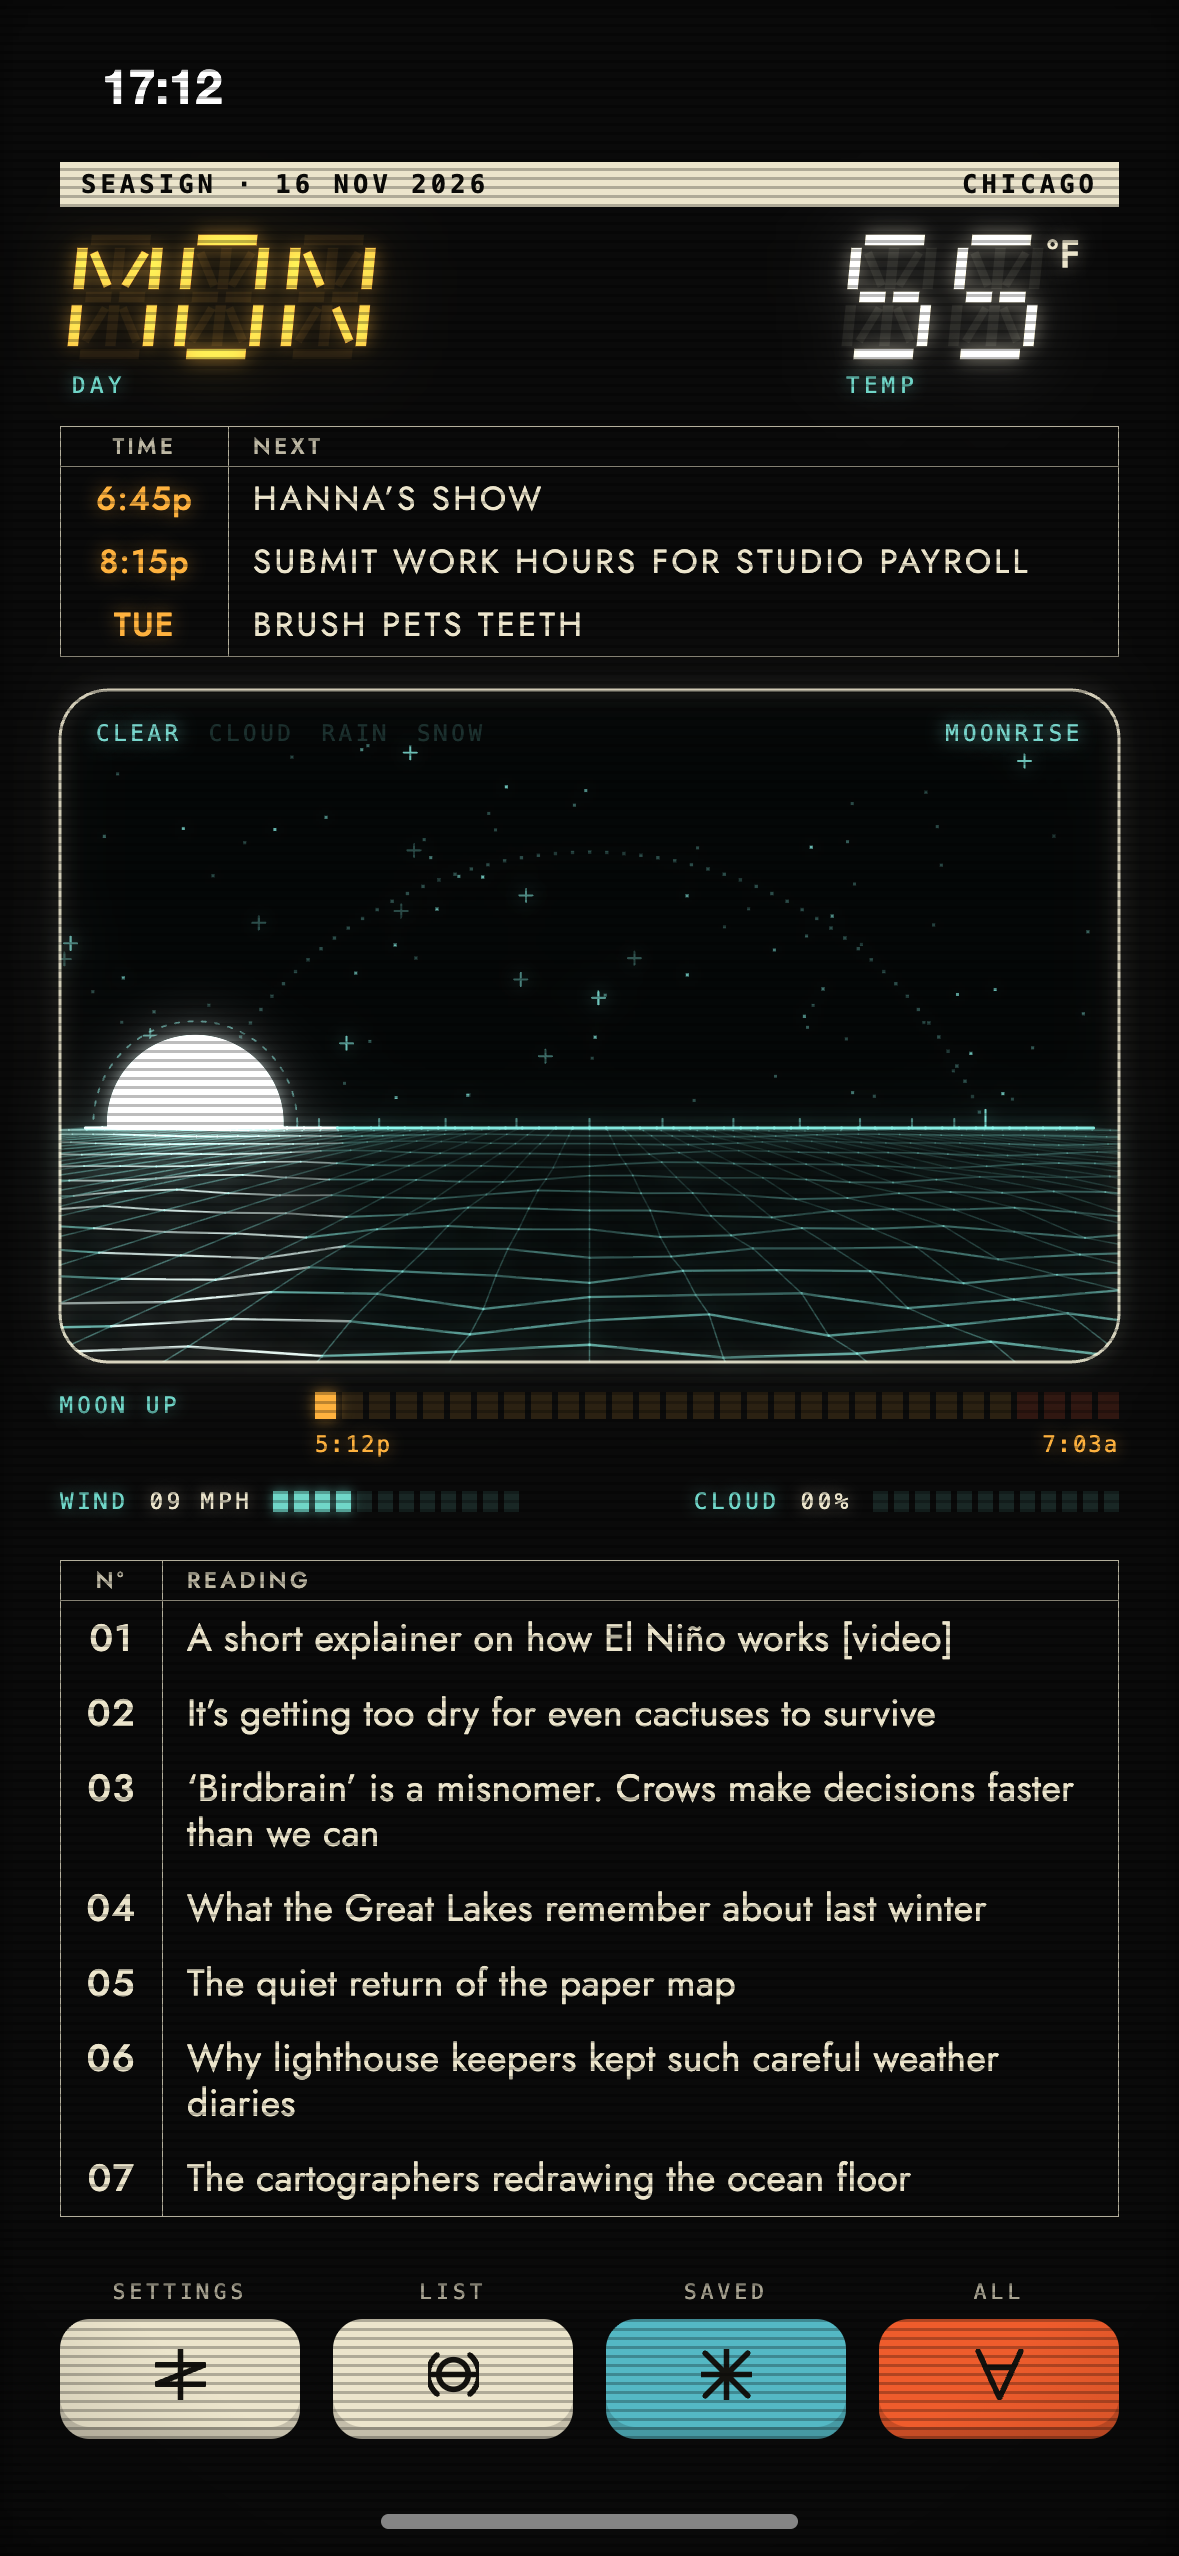 17:12
SEASIGN · 16 NOV 2026 CHICAGO
MON 55 °F
DAY TEMP
TIME NEXT
6:45p HANNA’S SHOW
8:15p SUBMIT WORK HOURS FOR STUDIO PAYROLL
TUE BRUSH PETS TEETH
CLEAR CLOUD RAIN SNOW MOONRISE
MOON UP
5:12p 7:03a
WIND 09 MPH CLOUD 00%
N° READING
01 A short explainer on how El Niño works [video]
02 It’s getting too dry for even cactuses to survive
03 ‘Birdbrain’ is a misnomer. Crows make decisions faster
than we can
04 What the Great Lakes remember about last winter
05 The quiet return of the paper map
06 Why lighthouse keepers kept such careful weather
diaries
07 The cartographers redrawing the ocean floor
SETTINGS LIST SAVED ALL